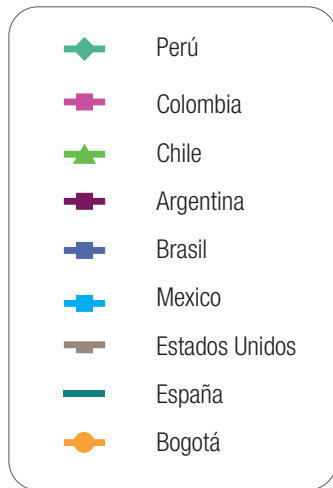 Perú
Colombia
Chile
Argentina
Brasil
Mexico
Estados Unidos
España
Bogotá